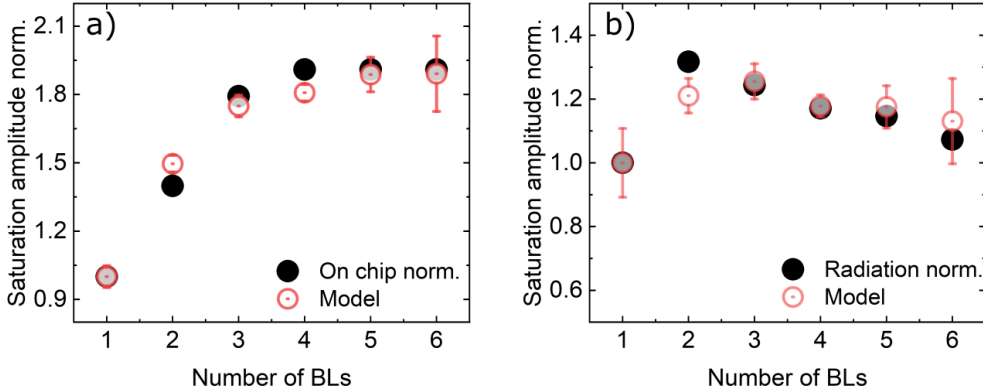 a)
Saturation amplitude norm.
2.1
1.8
1.5
1.2
0.9
On chip norm.
Model
1 2 3 4 5 6
Number of BLs
b)
Saturation amplitude norm.
1.4
1.2
1.0
0.8
0.6
Radiation norm.
Model
1 2 3 4 5 6
Number of BLs